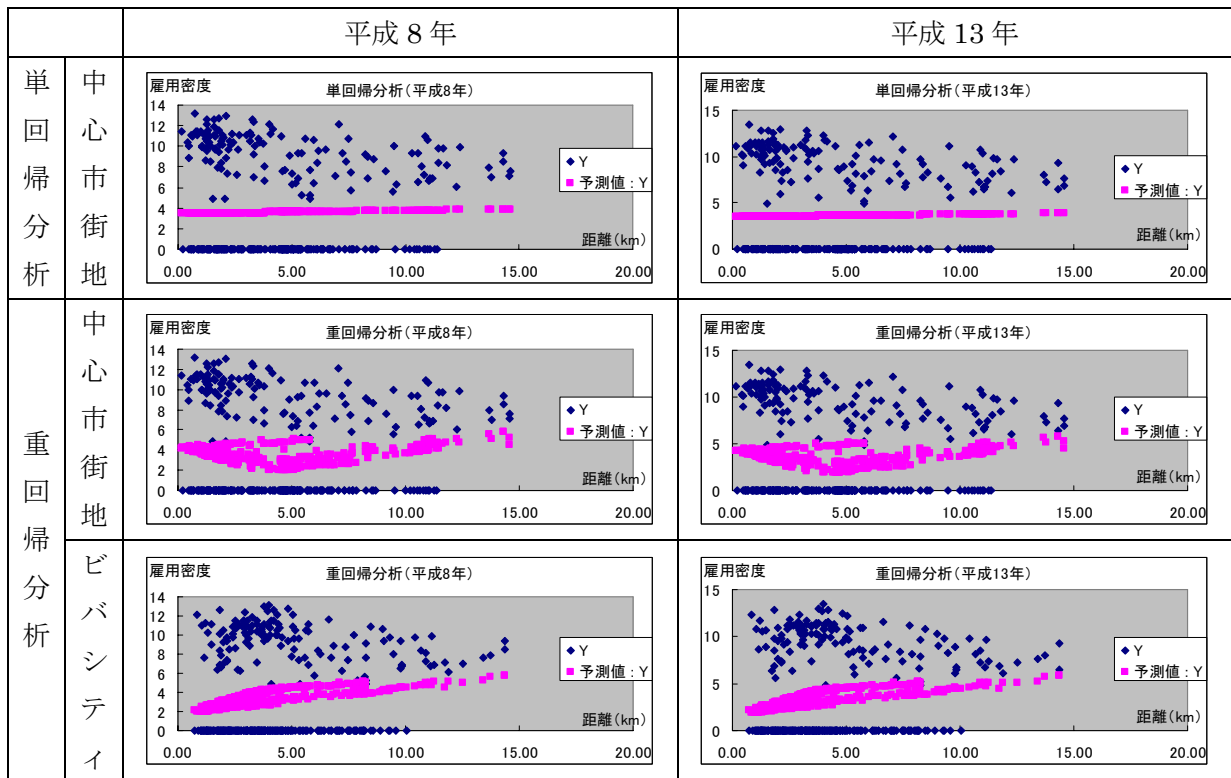 平成 8 年
平成 13 年
単回帰分析
中心市街地
雇用密度
単回帰分析(平成8年)
14
12
10
8
6
4
2
0
0.00 5.00 10.00 15.00 20.00
距離(km)
Y
予測値:Y
雇用密度
単回帰分析(平成13年)
15
10
5
0
0.00 5.00 10.00 15.00 20.00
距離(km)
Y
予測値:Y
重回帰分析
中心市街地
雇用密度
重回帰分析(平成8年)
14
12
10
8
6
4
2
0
0.00 5.00 10.00 15.00 20.00
距離(km)
Y
予測値:Y
雇用密度
重回帰分析(平成13年)
15
10
5
0
0.00 5.00 10.00 15.00 20.00
距離(km)
Y
予測値:Y
ビバシティ
雇用密度
重回帰分析(平成8年)
14
12
10
8
6
4
2
0
0.00 5.00 10.00 15.00 20.00
距離(km)
Y
予測値:Y
雇用密度
重回帰分析(平成13年)
15
10
5
0
0.00 5.00 10.00 15.00 20.00
距離(km)
Y
予測値:Y